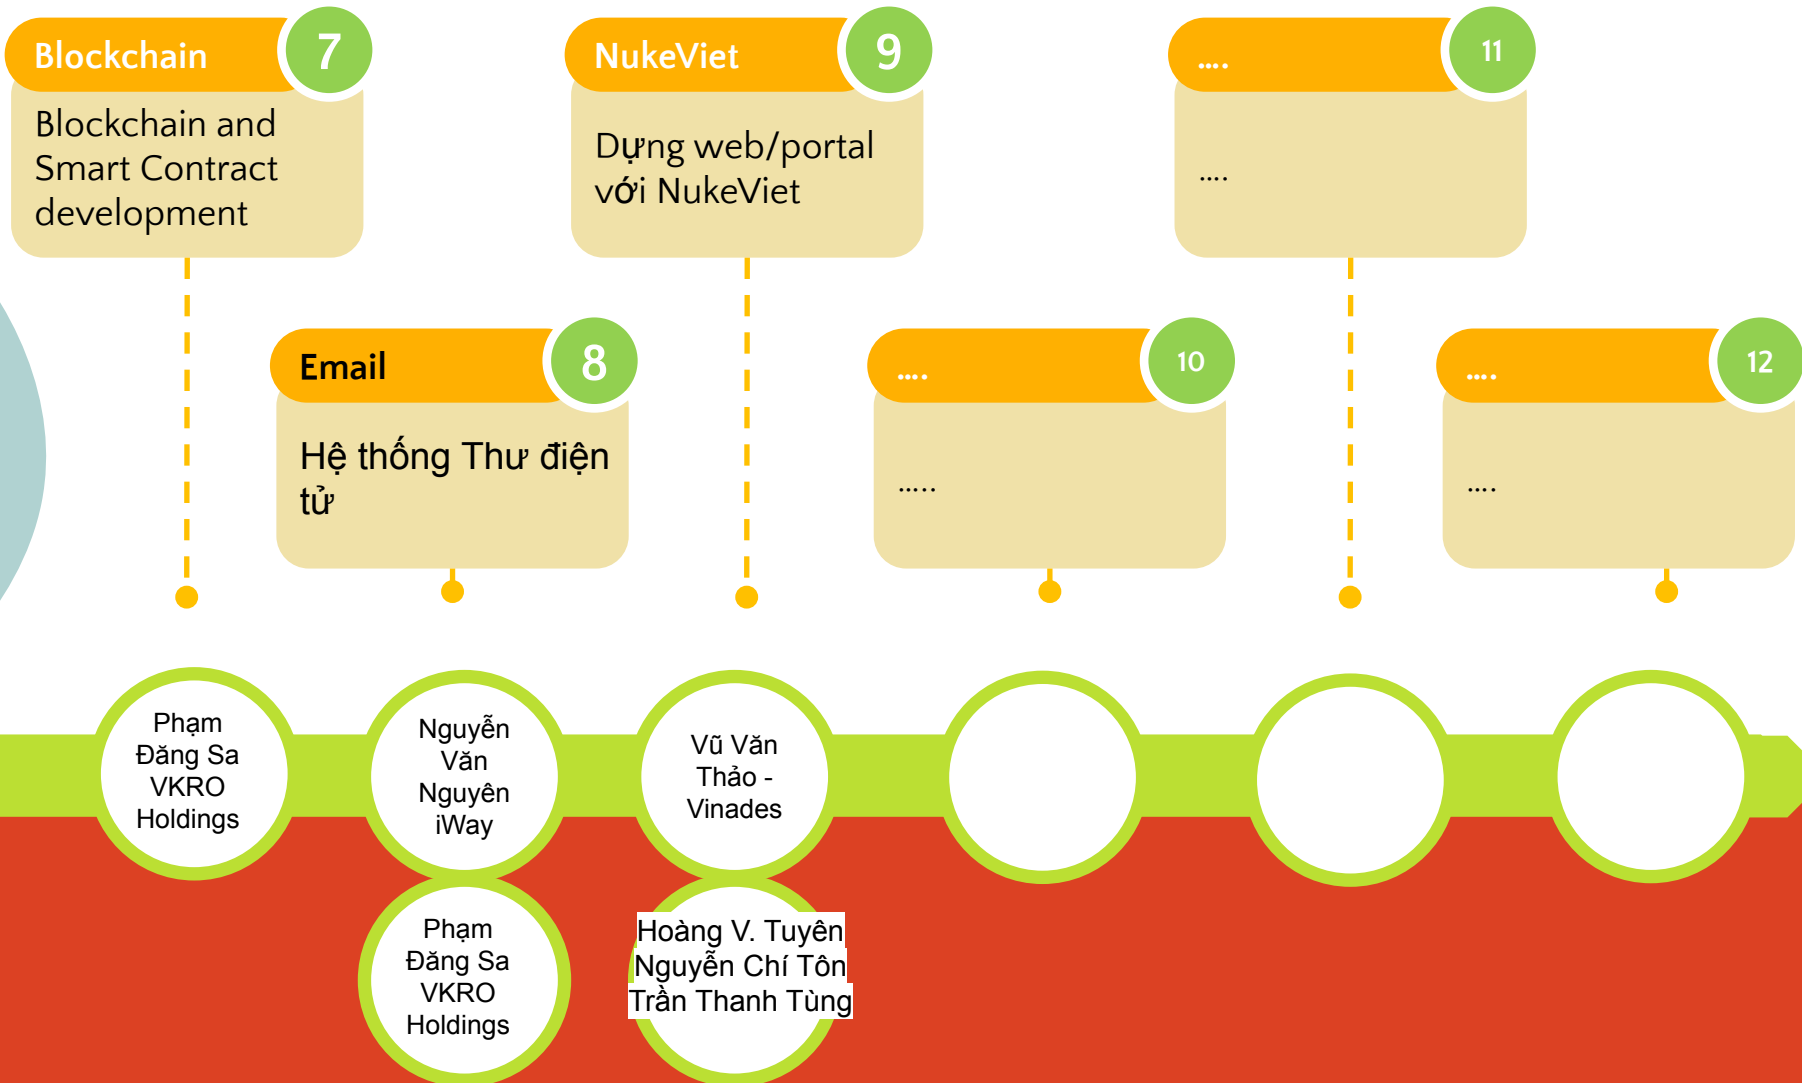 Blockchain
7
Blockchain and
Smart Contract
development
NukeViet
9
Dựng web/portal
với NukeViet
....
11
....
Email
8
Hệ thống Thư điện
tử
....
10
.....
....
12
....
Phạm
Đăng Sa
VKRO
Holdings
Nguyễn
Văn
Nguyên
iWay
Vũ Văn
Thảo -
Vinades
Phạm
Đăng Sa
VKRO
Holdings
Hoàng V. Tuyên
Nguyễn Chí Tôn
Trần Thanh Tùng